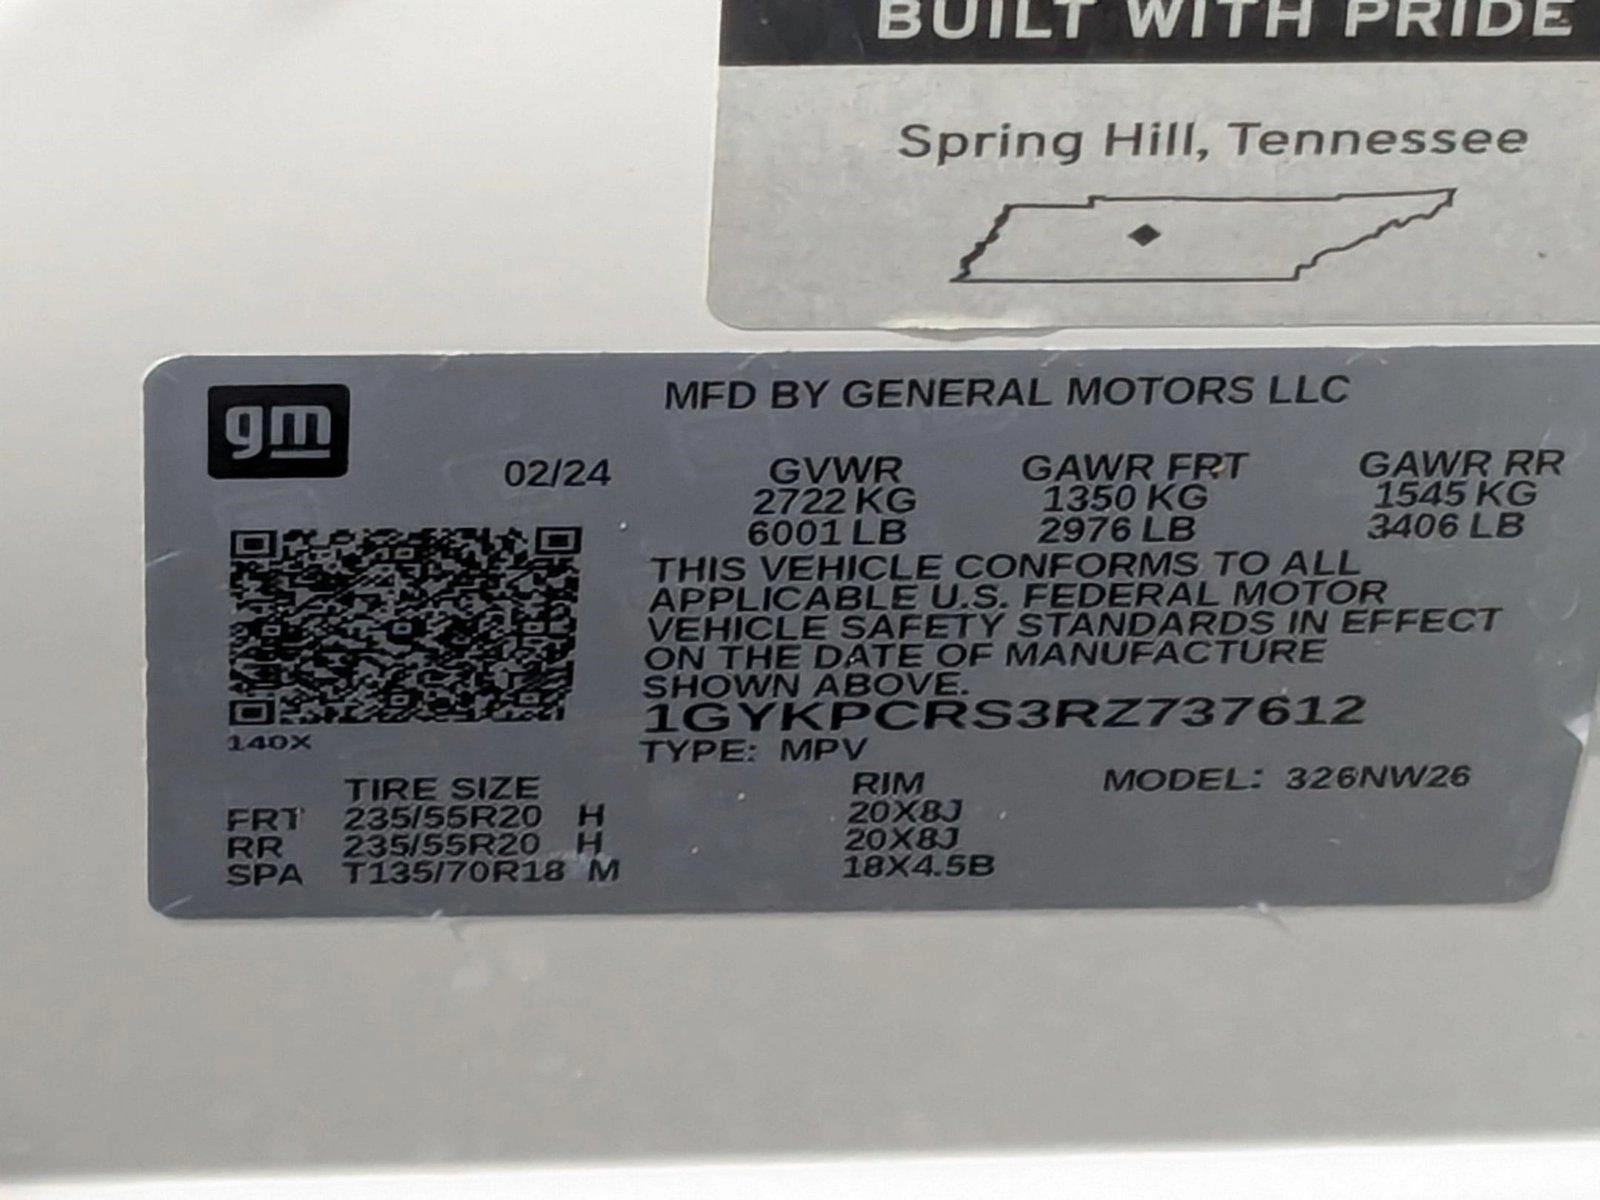 BUILT WITH PRIDE
Spring Hill, Tennessee
gm
MFD BY GENERAL MOTORS LLC
02/24
GVWR GAWR FRT GAWR RR
2722 KG 1350 KG 1545 KG
6001 LB 2976 LB 3406 LB
THIS VEHICLE CONFORMS TO ALL
APPLICABLE U.S. FEDERAL MOTOR
VEHICLE SAFETY STANDARDS IN EFFECT
ON THE DATE OF MANUFACTURE
SHOWN ABOVE.
1GYKPCRS3RZ737612
140X
TYPE: MPV
TIRE SIZE RIM MODEL: 326NW26
FRT 235/55R20 H 20X8J
RR 235/55R20 H 20X8J
SPA T135/70R18 M 18X4.5B